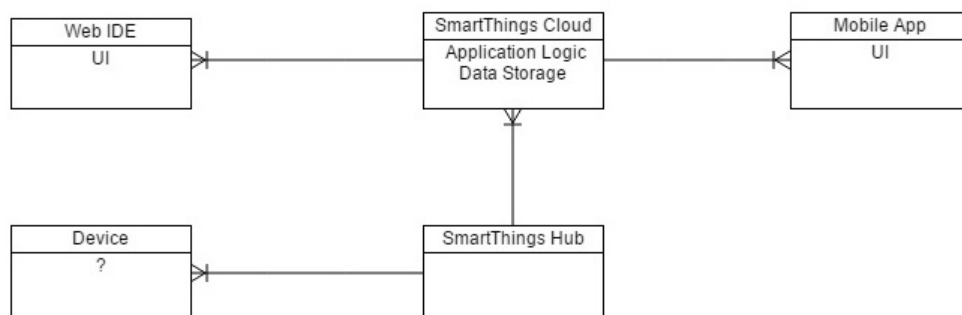 Web IDE
UI
SmartThings Cloud
Application Logic
Data Storage
Mobile App
UI
Device
?
SmartThings Hub